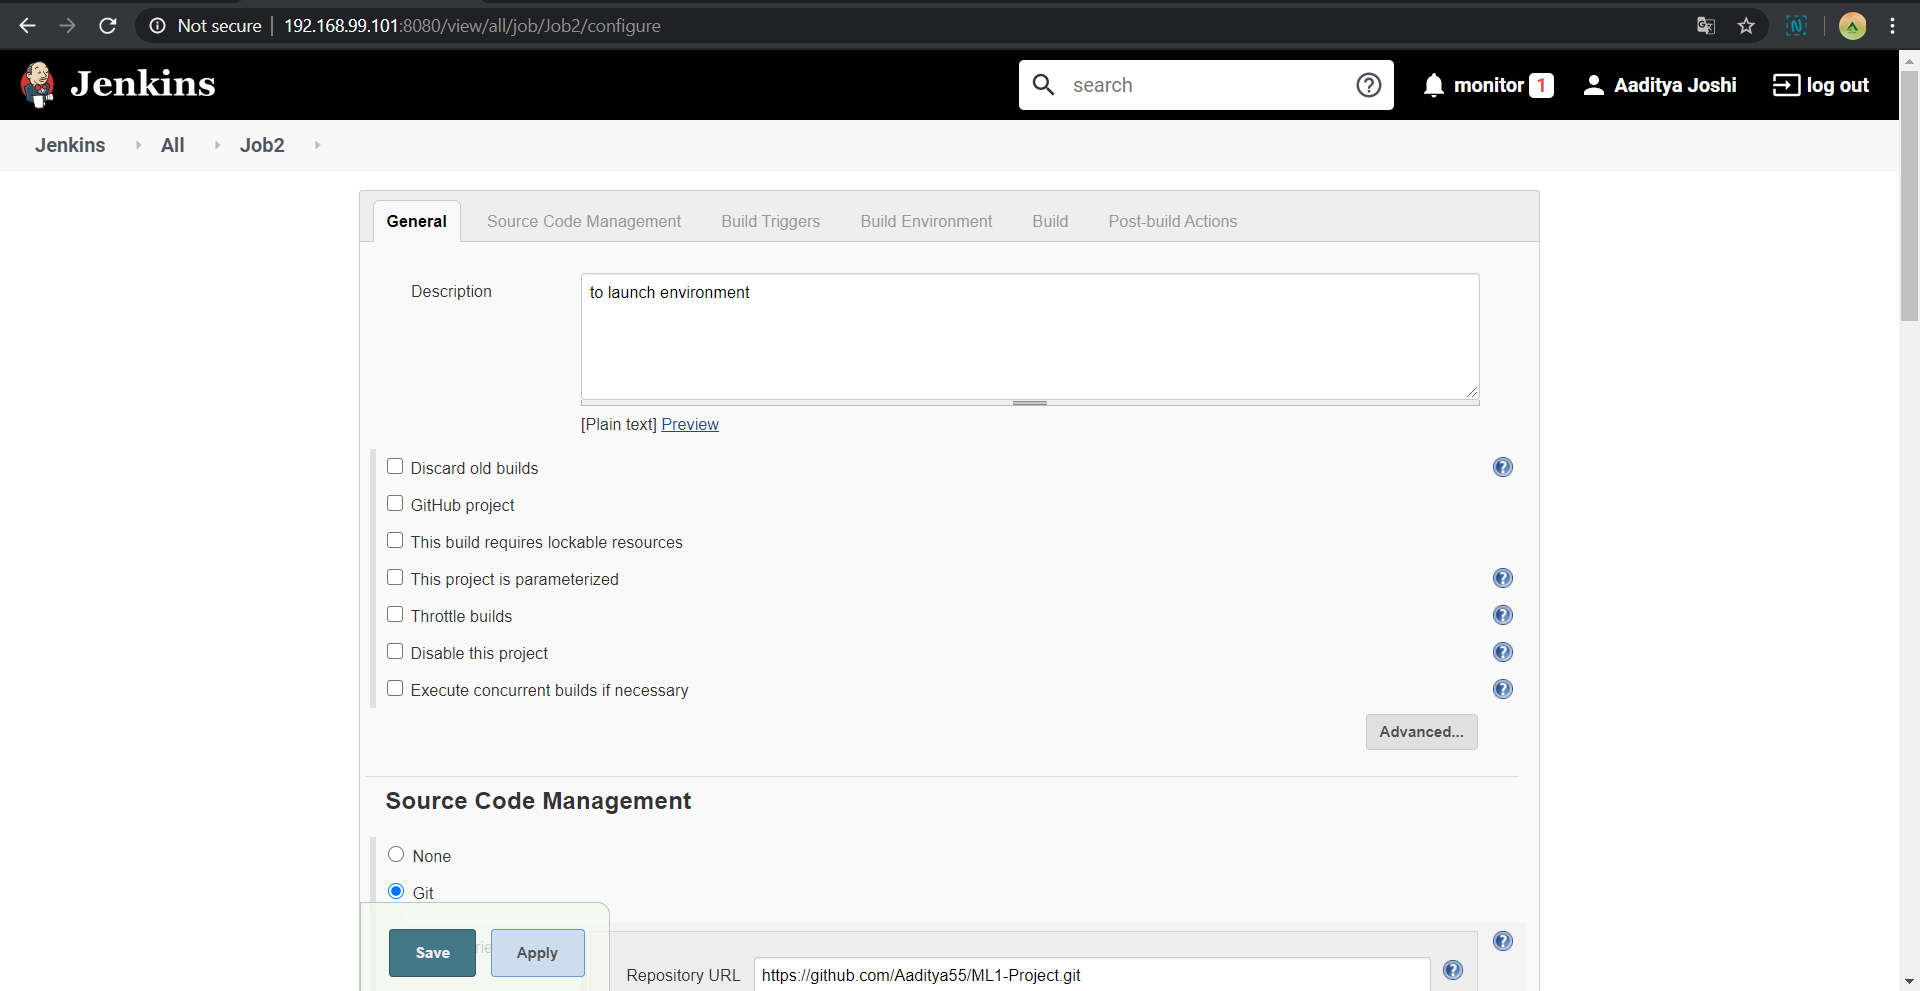 Not secure | 192.168.99.101:8080/view/all/job/Job2/configure
Jenkins
search
monitor 1
Aaditya Joshi
log out
Jenkins
All
Job2
General
Source Code Management
Build Triggers
Build Environment
Build
Post-build Actions
Description
to launch environment
[Plain text] Preview
Discard old builds
GitHub project
This build requires lockable resources
This project is parameterized
Throttle builds
Disable this project
Execute concurrent builds if necessary
Advanced...
Source Code Management
None
Git
Save
Apply
Repository URL
https://github.com/Aaditya55/ML1-Project.git